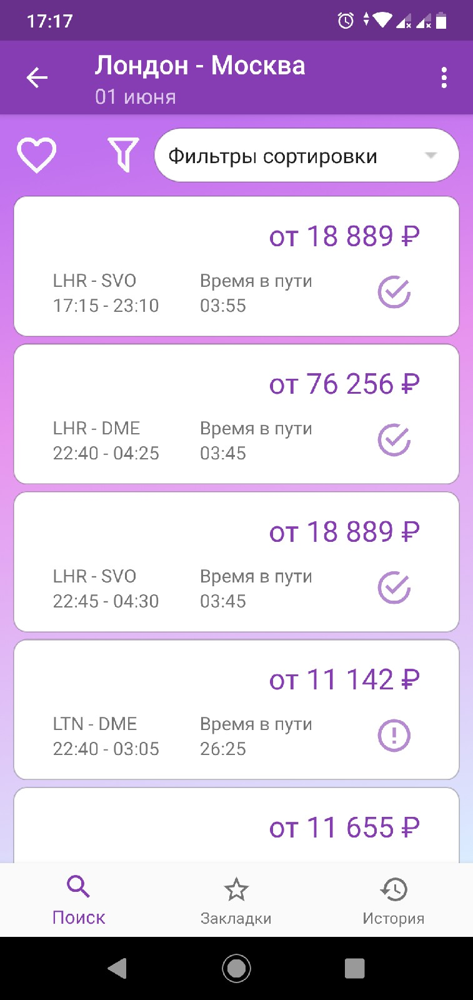 17:17
Лондон - Москва
01 июня
Фильтры сортировки
от 18 889 ₽
LHR - SVO
17:15 - 23:10
Время в пути
03:55
от 76 256 ₽
LHR - DME
22:40 - 04:25
Время в пути
03:45
от 18 889 ₽
LHR - SVO
22:45 - 04:30
Время в пути
03:45
от 11 142 ₽
LTN - DME
22:40 - 03:05
Время в пути
26:25
от 11 655 ₽
Поиск
Закладки
История